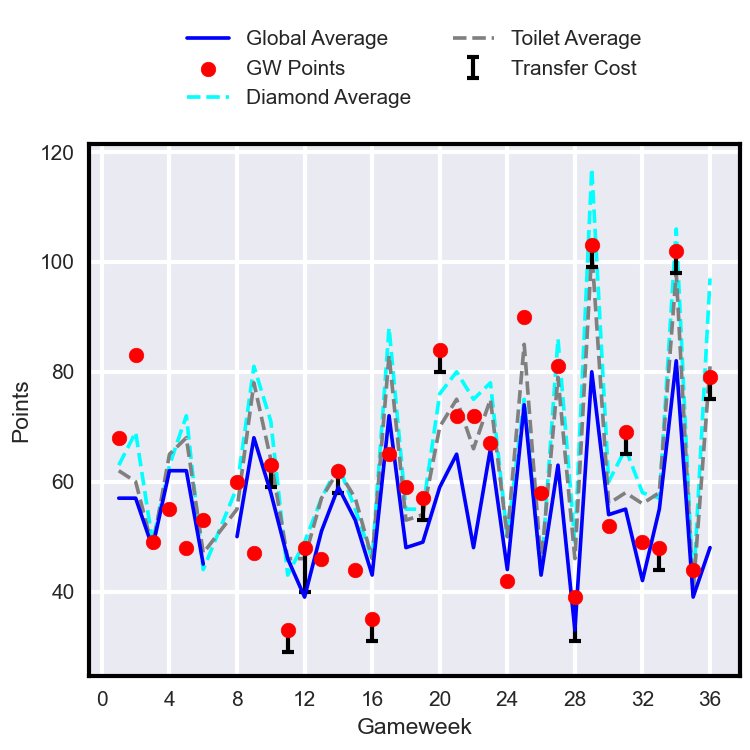 Global Average
GW Points
Diamond Average
Toilet Average
Transfer Cost
120
100
80
60
40
Points
0 4 8 12 16 20 24 28 32 36
Gameweek